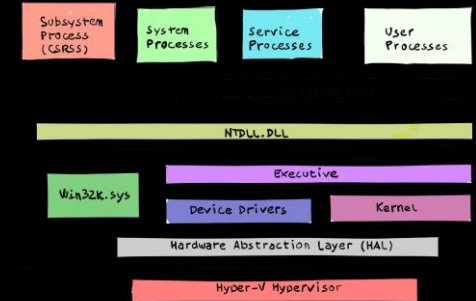 Subsystem
Process
(CSRSS)
System
Processes
Service
Processes
User
Processes
NTDLL.DLL
Executive
Win32k.sys
Device Drivers
Kernel
Hardware Abstraction Layer (HAL)
Hyper-V Hypervisor